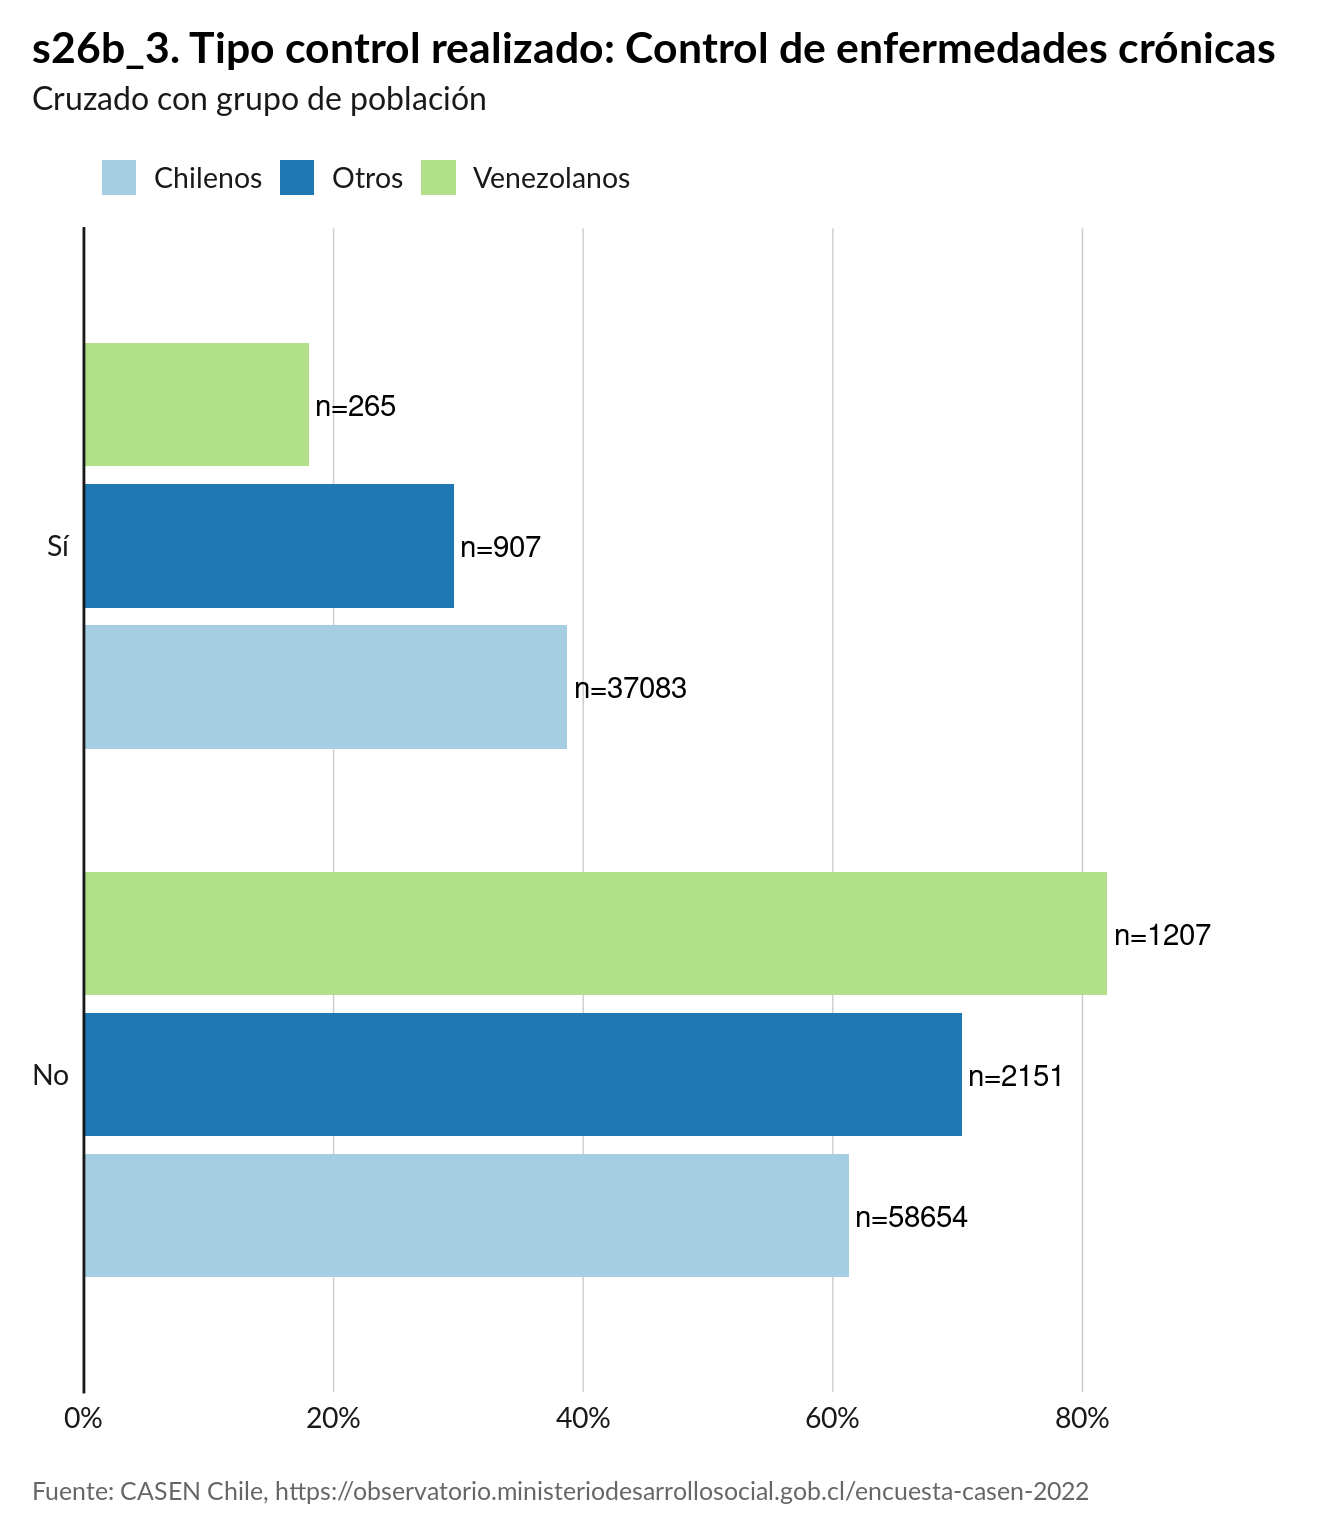 s26b_3. Tipo control realizado: Control de enfermedades crónicas
Cruzado con grupo de población
Chilenos Otros Venezolanos
n=265
Sí
n=907
n=37083
n=1207
No
n=2151
n=58654
0% 20% 40% 60% 80%
Fuente: CASEN Chile, https://observatorio.ministeriodesarrollosocial.gob.cl/encuesta-casen-2022